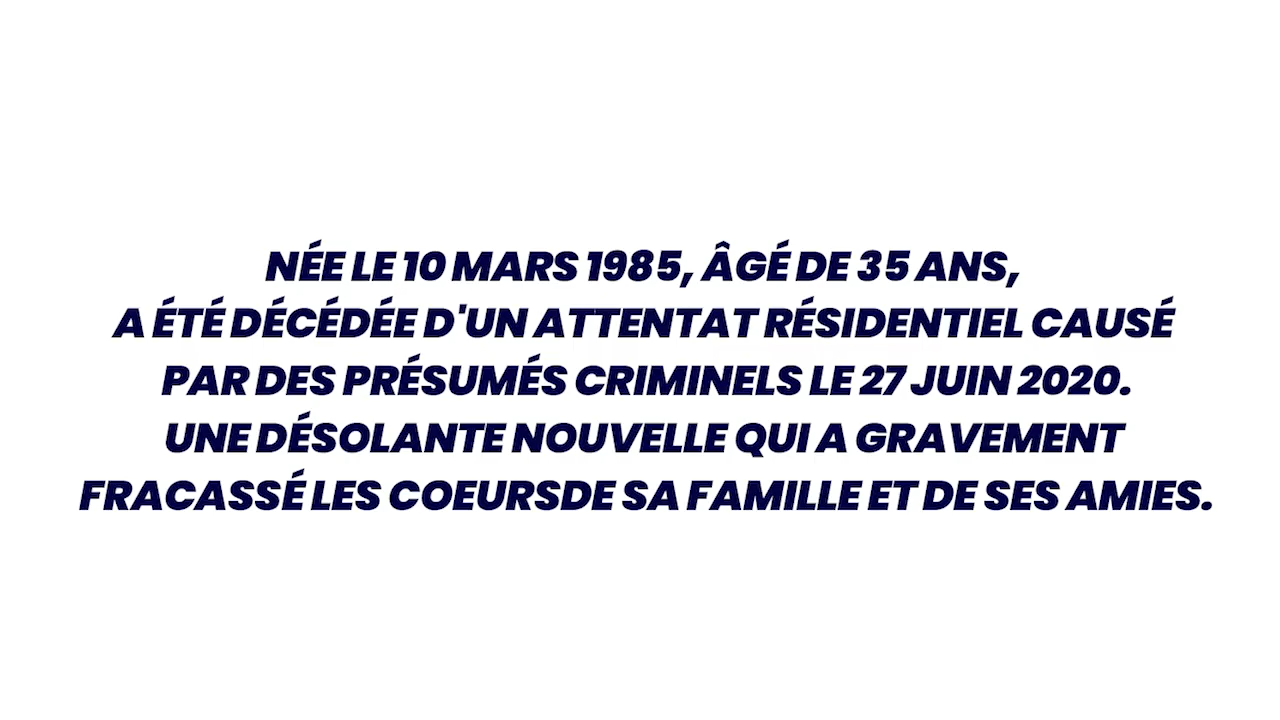 NÉE LE 10 MARS 1985, ÂGÉ DE 35 ANS,
A ÉTÉ DÉCÉDÉE D'UN ATTENTAT RÉSIDENTIEL CAUSÉ
PAR DES PRÉSUMÉS CRIMINELS LE 27 JUIN 2020.
UNE DÉSOLANTE NOUVELLE QUI A GRAVEMENT
FRACASSÉ LES COEURSDE SA FAMILLE ET DE SES AMIES.